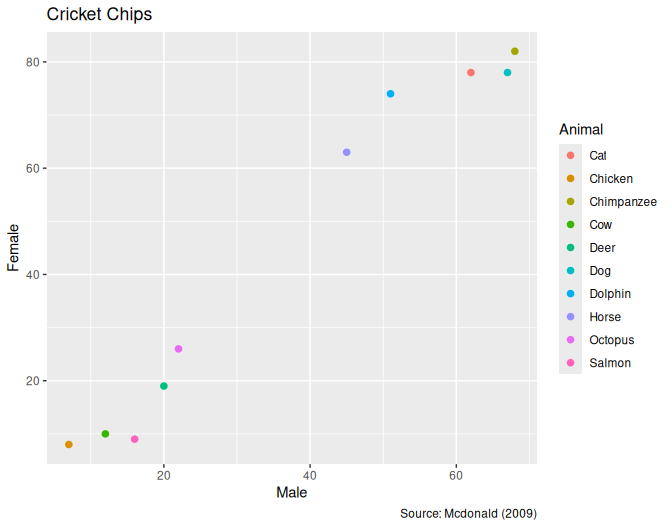 Cricket Chips
80
60
40
20
Female
20
40
60
Male
Animal
Cat
Chicken
Chimpanzee
Cow
Deer
Dog
Dolphin
Horse
Octopus
Salmon
Source: Mcdonald (2009)